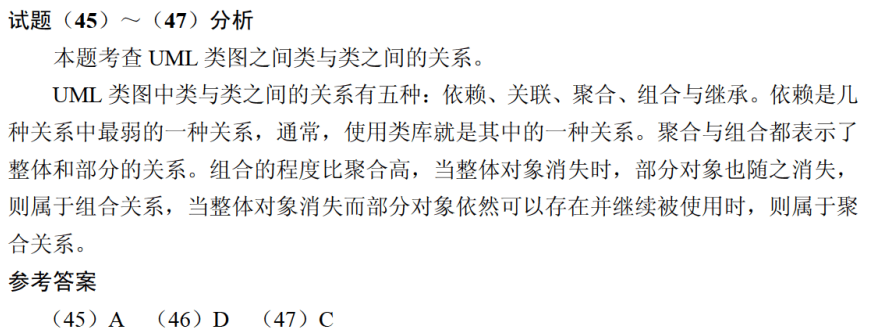 试题（45）～（47）分析
本题考查 UML 类图之间类与类之间的关系。
UML 类图中类与类之间的关系有五种：依赖、关联、聚合、组合与继承。依赖是几
种关系中最弱的一种关系，通常，使用类库就是其中的一种关系。聚合与组合都表示了
整体和部分的关系。组合的程度比聚合高，当整体对象消失时，部分对象也随之消失，
则属于组合关系，当整体对象消失而部分对象依然可以存在并继续被使用时，则属于聚
合关系。
参考答案
（45）A （46）D （47）C